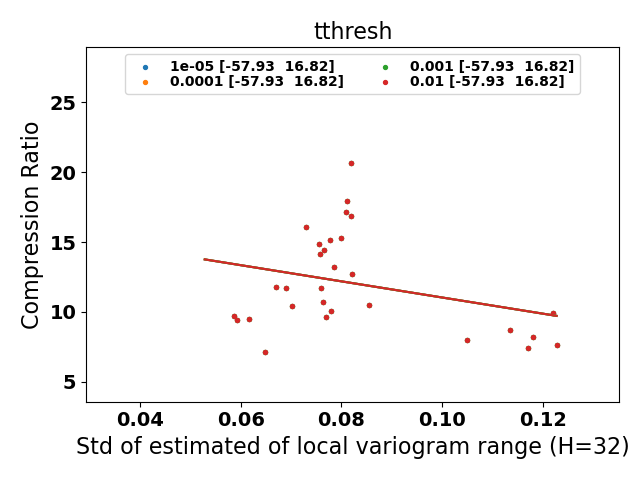 tthresh
1e-05 [-57.93  16.82]
0.0001 [-57.93  16.82]
0.001 [-57.93  16.82]
0.01 [-57.93  16.82]
Compression Ratio
25
20
15
10
5
0.04 0.06 0.08 0.10 0.12
Std of estimated of local variogram range (H=32)